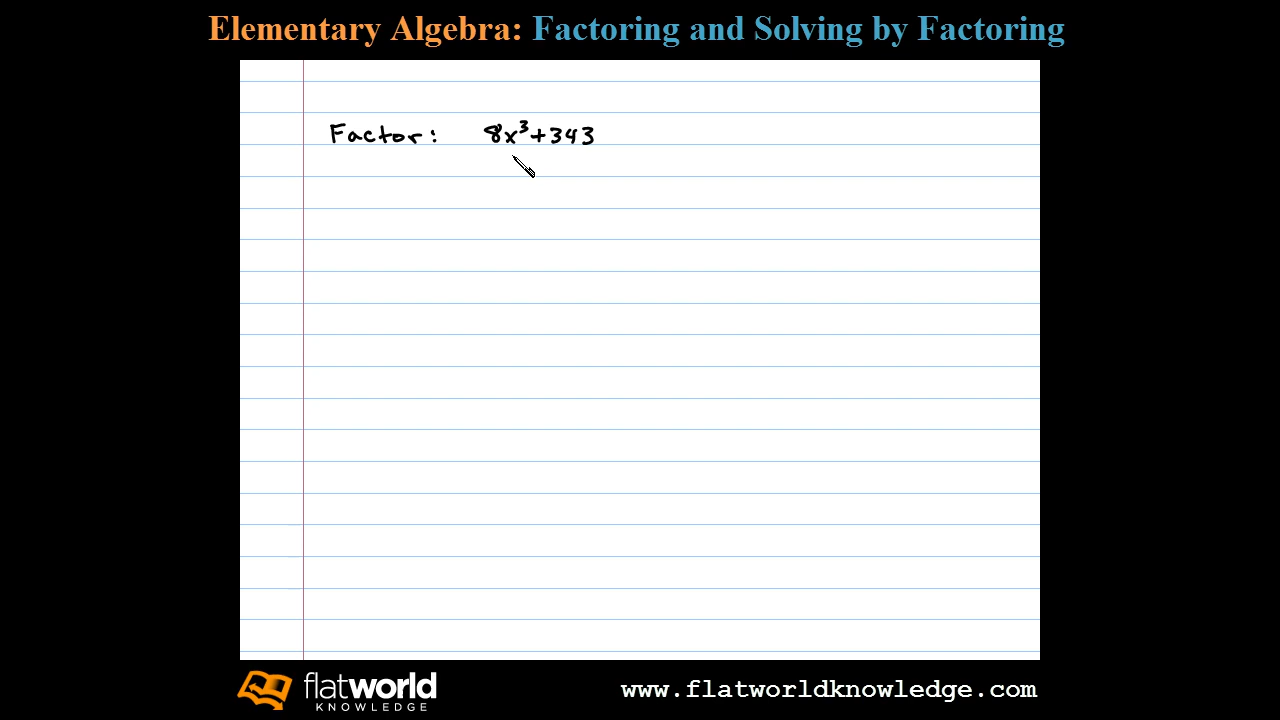 Elementary Algebra: Factoring and Solving by Factoring
Factor: 8x³+343
flatworld
KNOWLEDGE
www.flatworldknowledge.com